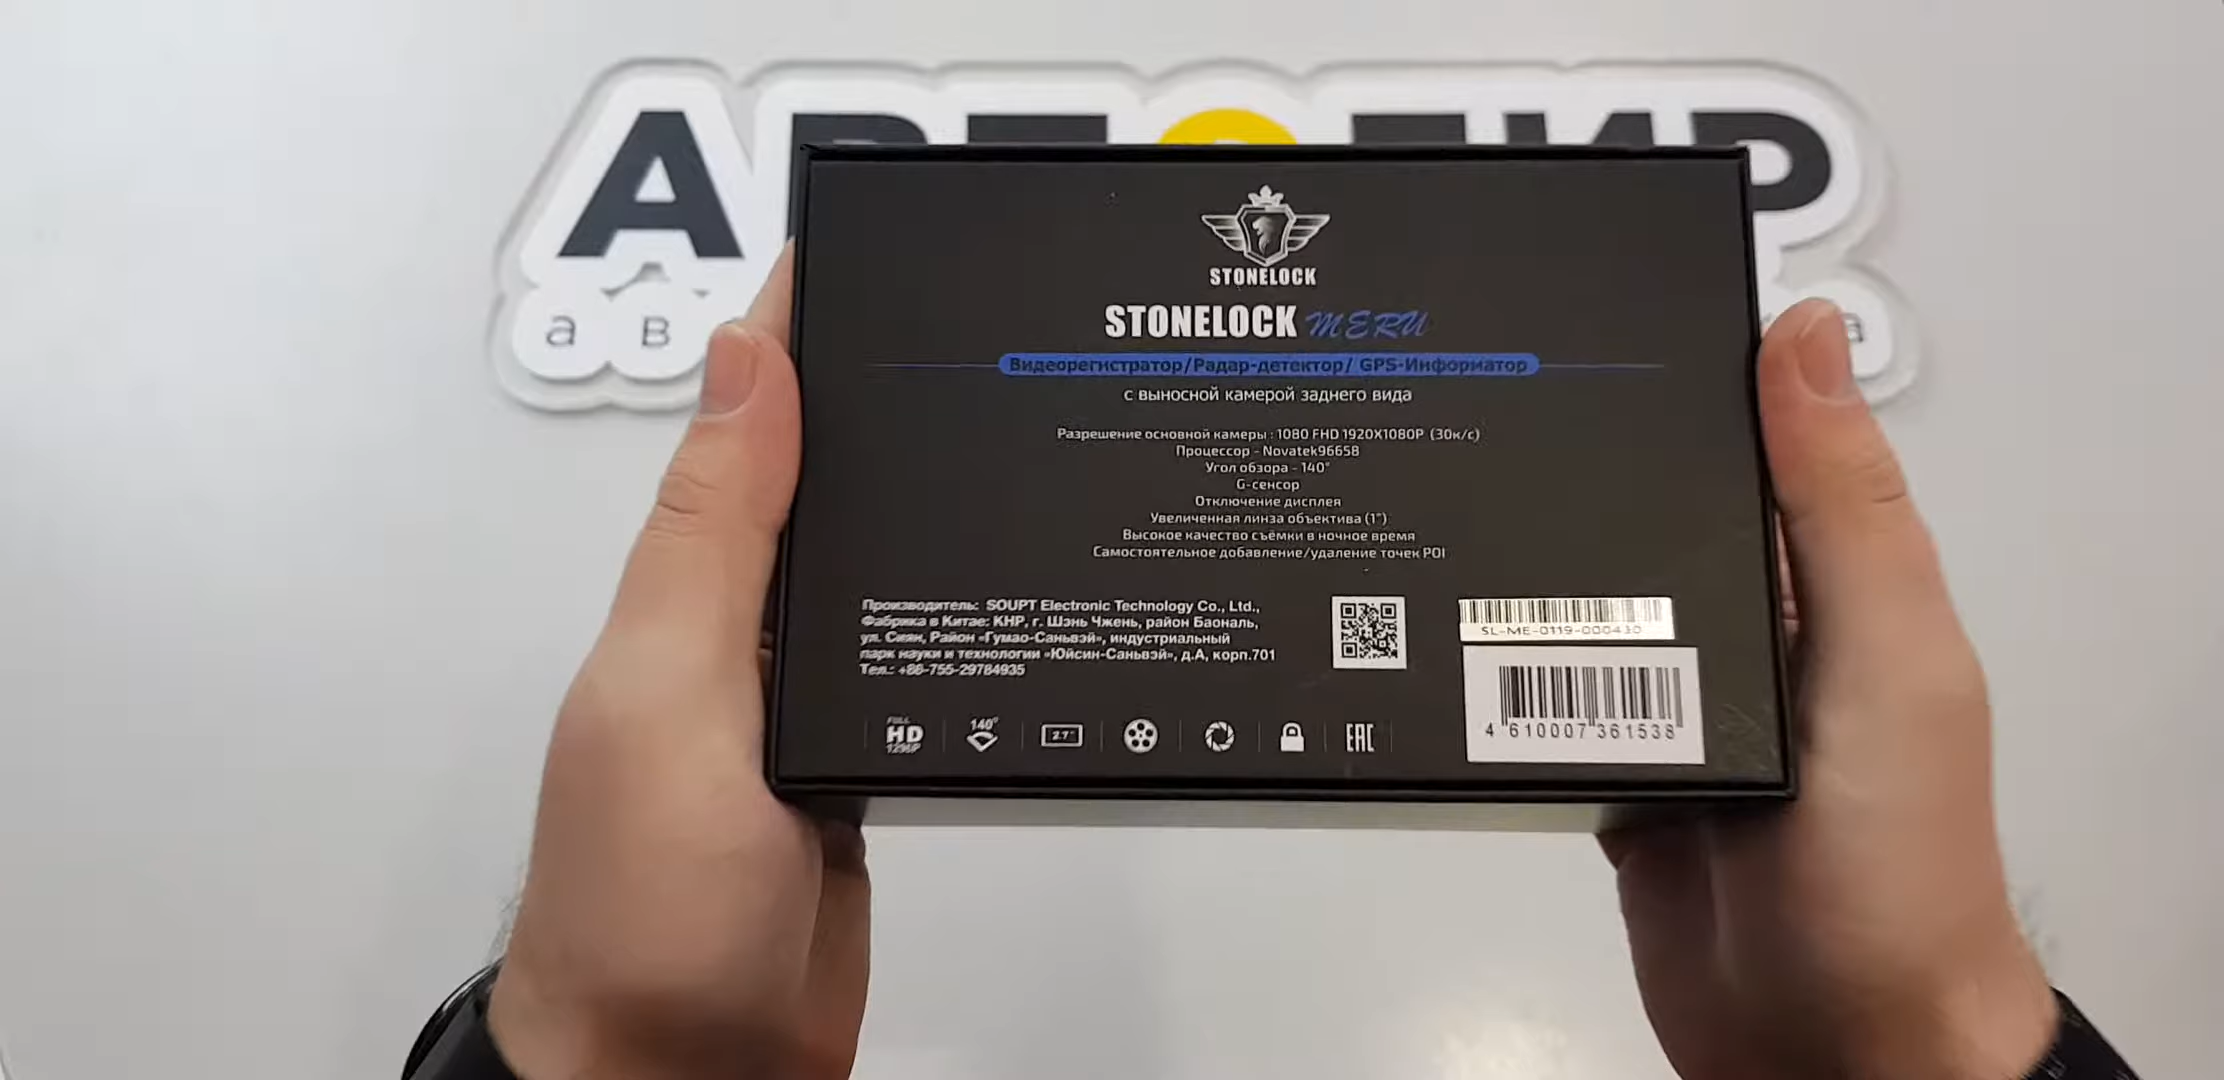 а в
а
STONELOCK
STONELOCK MERU
Видеорегистратор/Радар-детектор/ GPS-Информатор
с выносной камерой заднего вида
Разрешение основной камеры : 1080 FHD 1920X1080P (30к/с)
Процессор - Novatek96658
Угол обзора - 140°
G-сенсор
Отключение дисплея
Увеличенная линза объектива (1")
Высокое качество съёмки в ночное время
Самостоятельное добавление/удаление точек POI
Производитель: SOUPT Electronic Technology Co., Ltd.,
Фабрика в Китае: КНР, г. Шэнь Чжень, район Баональ,
ул. Сиян, Район «Гумао-Саньвэй», индустриальный
парк науки и технологии «Юйсин-Саньвэй», д.А, корп.701
Тел.: +86-755-29784935
SL-ME-0119-000430
4 610007 361538
FULL HD 1296P
140°
2.7"
EAC